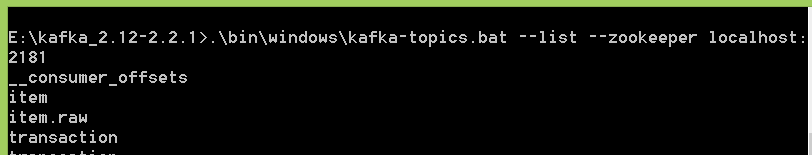 E:\kafka_2.12-2.2.1>.\bin\windows\kafka-topics.bat --list --zookeeper localhost:
2181
__consumer_offsets
item
item.raw
transaction